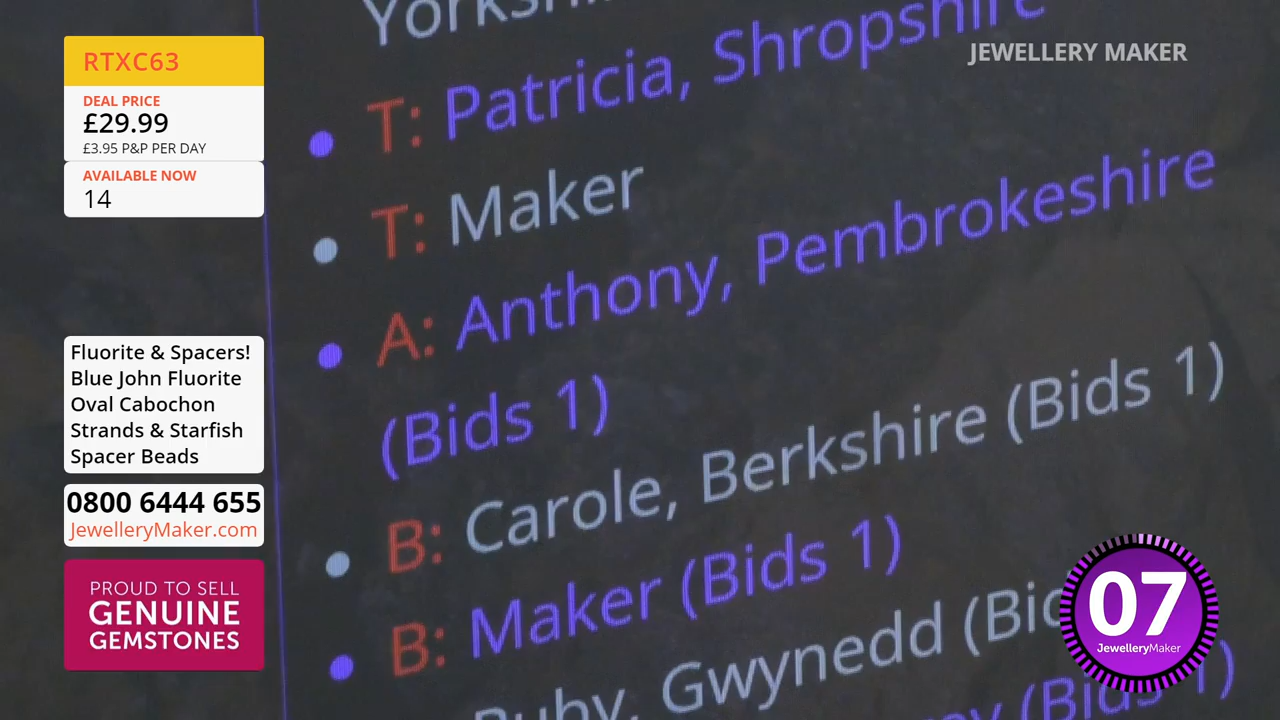 RTXC63
DEAL PRICE
£29.99
£3.95 P&P PER DAY
AVAILABLE NOW
14
Fluorite & Spacers!
Blue John Fluorite
Oval Cabochon
Strands & Starfish
Spacer Beads
0800 6444 655
JewelleryMaker.com
PROUD TO SELL
GENUINE
GEMSTONES
JEWELLERY MAKER
T: Patricia, Shropshire
T: Maker
A: Anthony, Pembrokeshire
(Bids 1)
B: Carole, Berkshire (Bids 1)
B: Maker (Bids 1)
Ruby, Gwynedd
07
JewelleryMaker